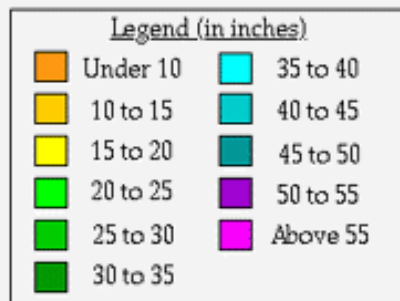 Legend (in inches)
Under 10
10 to 15
15 to 20
20 to 25
25 to 30
30 to 35
35 to 40
40 to 45
45 to 50
50 to 55
Above 55